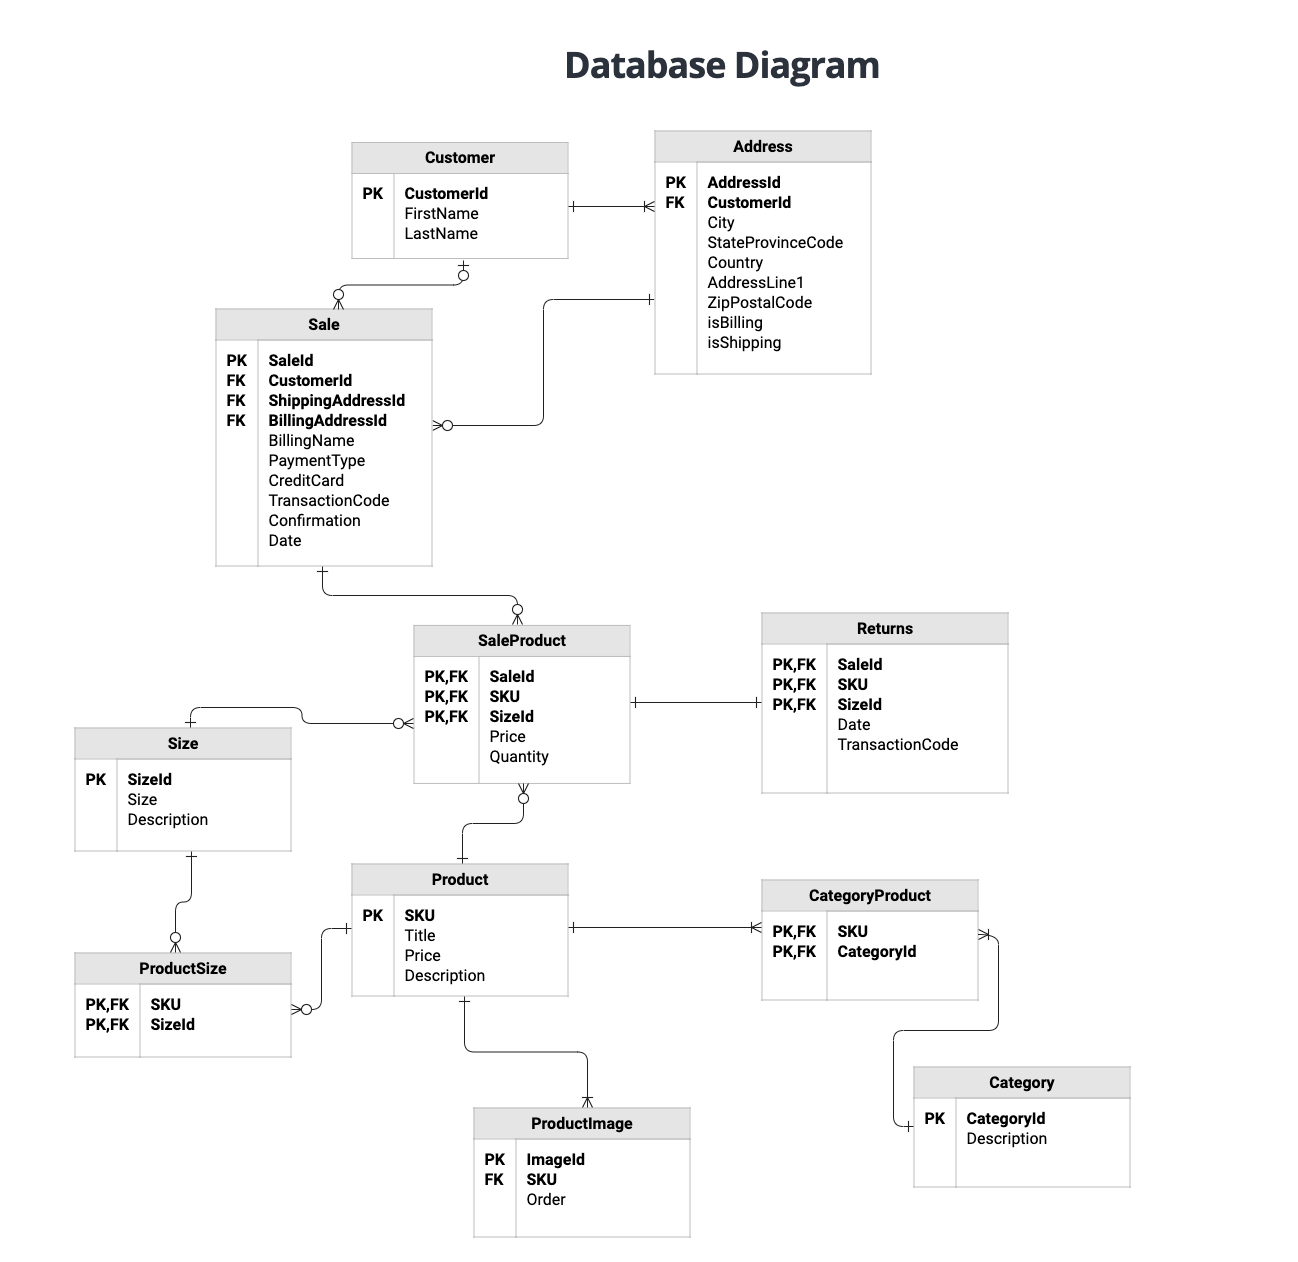 Database Diagram
Customer
PK CustomerId
FirstName
LastName
Address
PK AddressId
FK CustomerId
City
StateProvinceCode
Country
AddressLine1
ZipPostalCode
isBilling
isShipping
Sale
PK SaleId
FK CustomerId
FK ShippingAddressId
FK BillingAddressId
BillingName
PaymentType
CreditCard
TransactionCode
Confirmation
Date
SaleProduct
PK,FK SaleId
PK,FK SKU
PK,FK SizeId
Price
Quantity
Returns
PK,FK SaleId
PK,FK SKU
PK,FK SizeId
Date
TransactionCode
Size
PK SizeId
Size
Description
Product
PK SKU
Title
Price
Description
CategoryProduct
PK,FK SKU
PK,FK CategoryId
ProductSize
PK,FK SKU
PK,FK SizeId
Category
PK CategoryId
Description
ProductImage
PK ImageId
FK SKU
Order